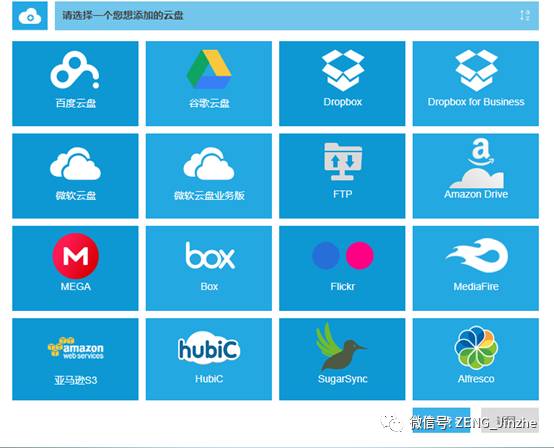 请选择一个您想添加的云盘
百度云盘
谷歌云盘
Dropbox
Dropbox for Business
微软云盘
微软云盘业务版
FTP
amazon
Amazon Drive
MEGA
box
Box
Flickr
MediaFire
amazon
web services
亚马逊S3
hubiC
HubiC
SugarSync
Alfresco
微信号: ZENG_Jinzhe